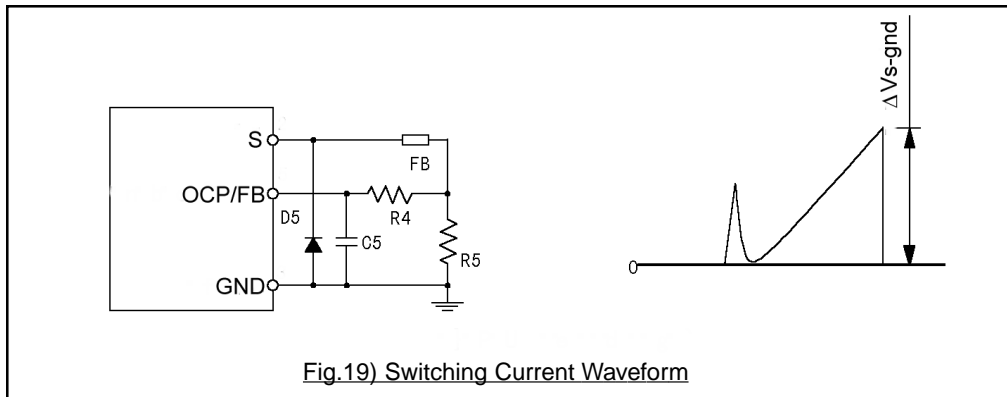 ΔVs-gnd
S
FB
OCP/FB
D5
R4
C5
R5
GND
0
Fig.19) Switching Current Waveform